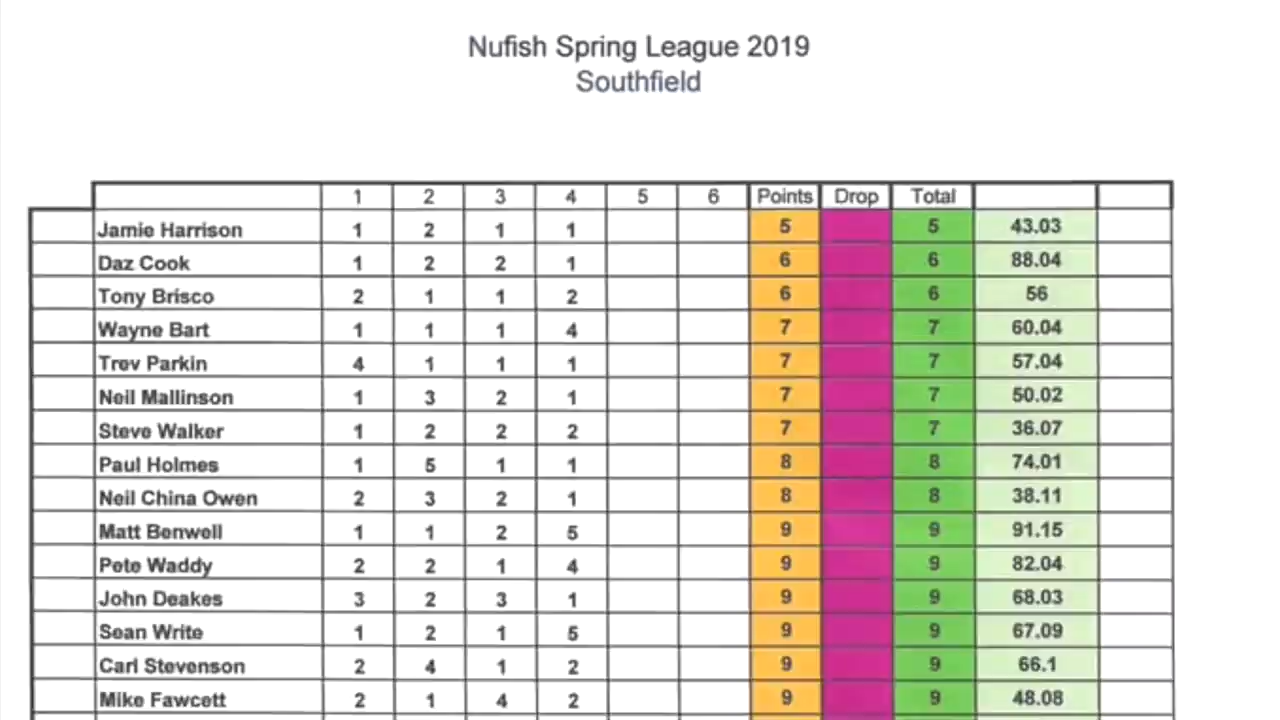 Nufish Spring League 2019
Southfield
1 2 3 4 5 6 Points Drop Total
Jamie Harrison 1 2 1 1 5 5 43.03
Daz Cook 1 2 2 1 6 6 88.04
Tony Brisco 2 1 1 2 6 6 56
Wayne Bart 1 1 1 4 7 7 60.04
Trev Parkin 4 1 1 1 7 7 57.04
Neil Mallinson 1 3 2 1 7 7 50.02
Steve Walker 1 2 2 2 7 7 36.07
Paul Holmes 1 5 1 1 8 8 74.01
Neil China Owen 2 3 2 1 8 8 38.11
Matt Benwell 1 1 2 5 9 9 91.15
Pete Waddy 2 2 1 4 9 9 82.04
John Deakes 3 2 3 1 9 9 68.03
Sean Write 1 2 1 5 9 9 67.09
Carl Stevenson 2 4 1 2 9 9 66.1
Mike Fawcett 2 1 4 2 9 9 48.08